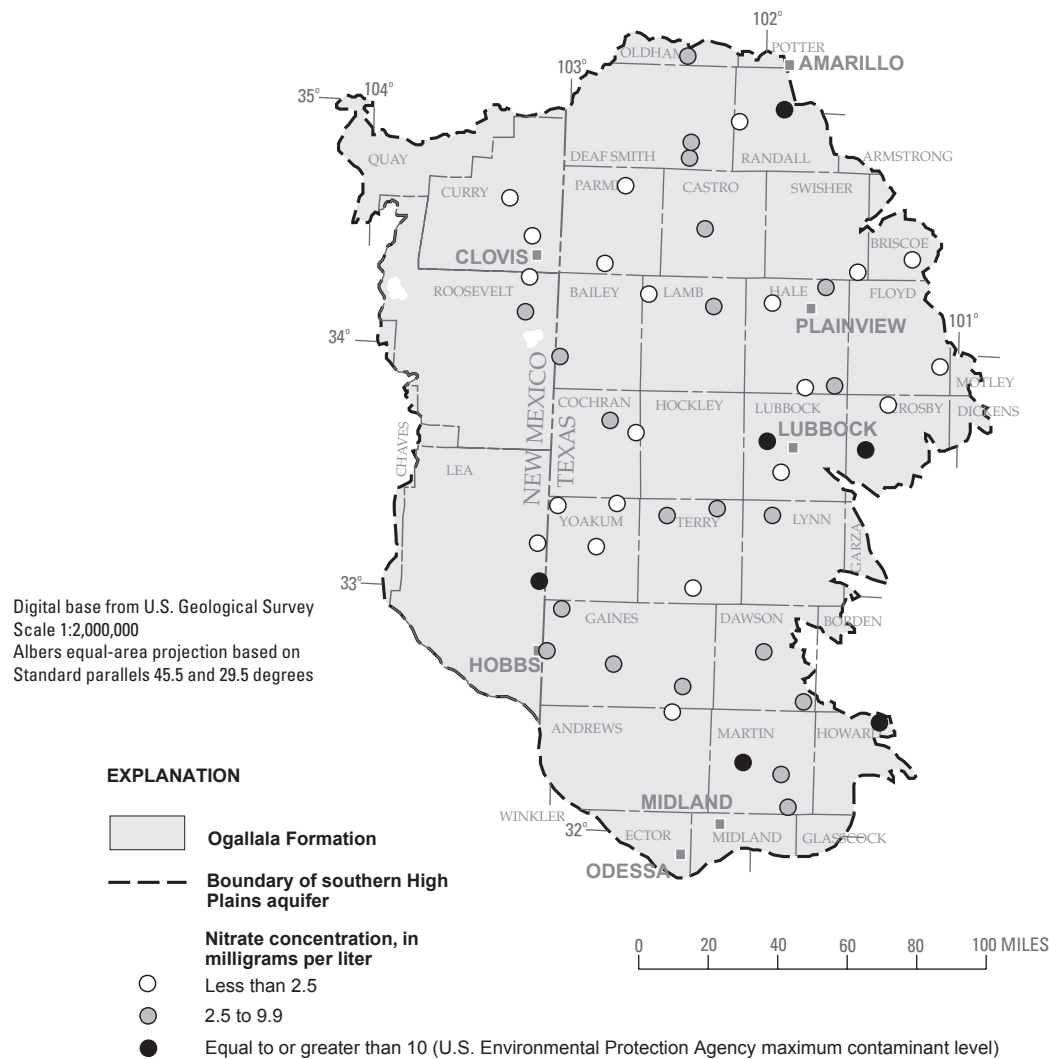 102°
OLDHAM
POTTER
AMARILLO
103°
104°
35°
QUAY
DEAF SMITH
RANDALL
ARMSTRONG
CURRY
CASTRO
SWISHER
BRISCOE
CLOVIS
ROOSEVELT
BAILEY
LAMB
HALE
FLOYD
PLAINVIEW
34°
101°
MOTLEY
COCHRAN
HOCKLEY
LUBBOCK
CROSBY
DICKENS
LUBBOCK
NEW MEXICO
TEXAS
CHAVES
LEA
YOAKUM
TERRY
LYNN
GARZA
33°
Digital base from U.S. Geological Survey
Scale 1:2,000,000
Albers equal-area projection based on
Standard parallels 45.5 and 29.5 degrees
GAINES
DAWSON
BORDEN
HOBBS
ANDREWS
MARTIN
HOWARD
EXPLANATION
MIDLAND
WINKLER
32°
ECTOR
MIDLAND
GLASSCOCK
ODESSA
Ogallala Formation
Boundary of southern High
Plains aquifer
Nitrate concentration, in
milligrams per liter
0 20 40 60 80 100 MILES
Less than 2.5
2.5 to 9.9
Equal to or greater than 10 (U.S. Environmental Protection Agency maximum contaminant level)